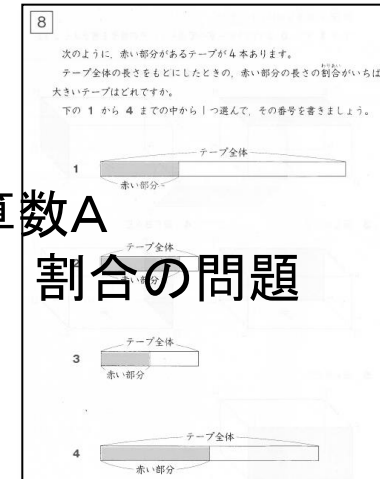 8
次のように,赤い部分があるテープが4本あります。
テープ全体の長さをもとにしたときの,赤い部分の長さの割合がいちば
わりあい
大きいテープはどれですか。
下の 1 から 4 までの中から1つ選んで,その番号を書きましょう。
テープ全体
1
赤い部分
数A
テープ全体
割合の問題
テープ全体
3
赤い部分
テープ全体
4
赤い部分